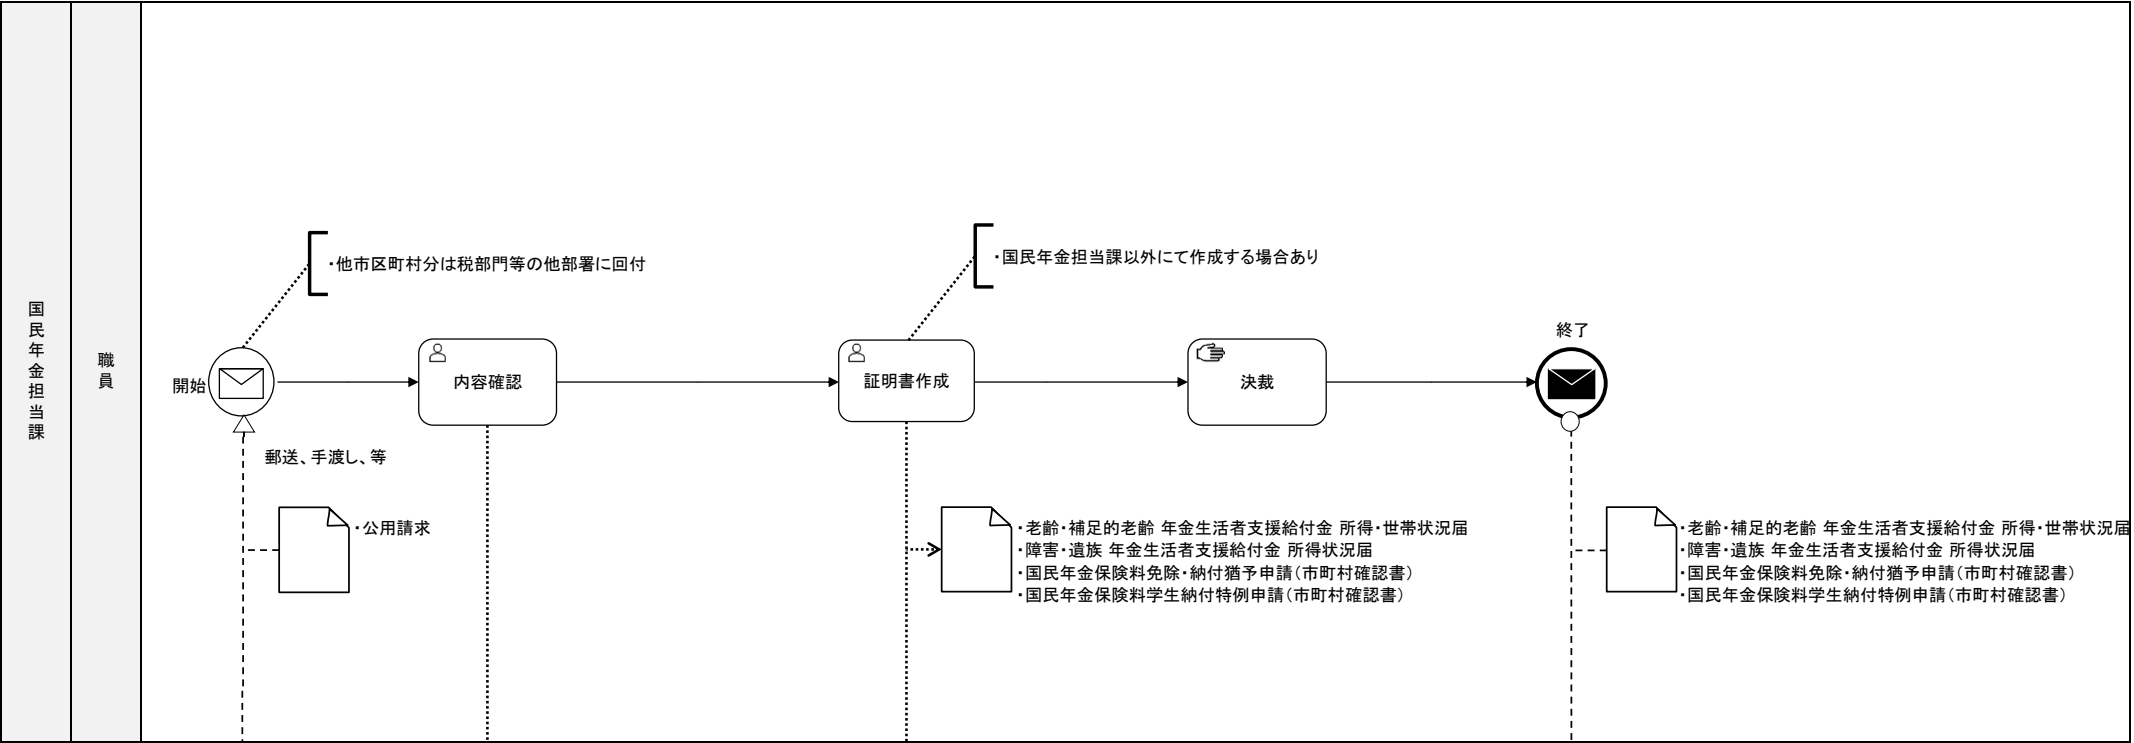 国民年金担当課
職員
・他市区町村分は税部門等の他部署に回付
・国民年金担当課以外にて作成する場合あり
開始
内容確認
証明書作成
決裁
終了
郵送、手渡し、等
・公用請求
・老齢・補足的老齢 年金生活者支援給付金 所得・世帯状況届
・障害・遺族 年金生活者支援給付金 所得状況届
・国民年金保険料免除・納付猶予申請（市町村確認書）
・国民年金保険料学生納付特例申請（市町村確認書）
・老齢・補足的老齢 年金生活者支援給付金 所得・世帯状況届
・障害・遺族 年金生活者支援給付金 所得状況届
・国民年金保険料免除・納付猶予申請（市町村確認書）
・国民年金保険料学生納付特例申請（市町村確認書）